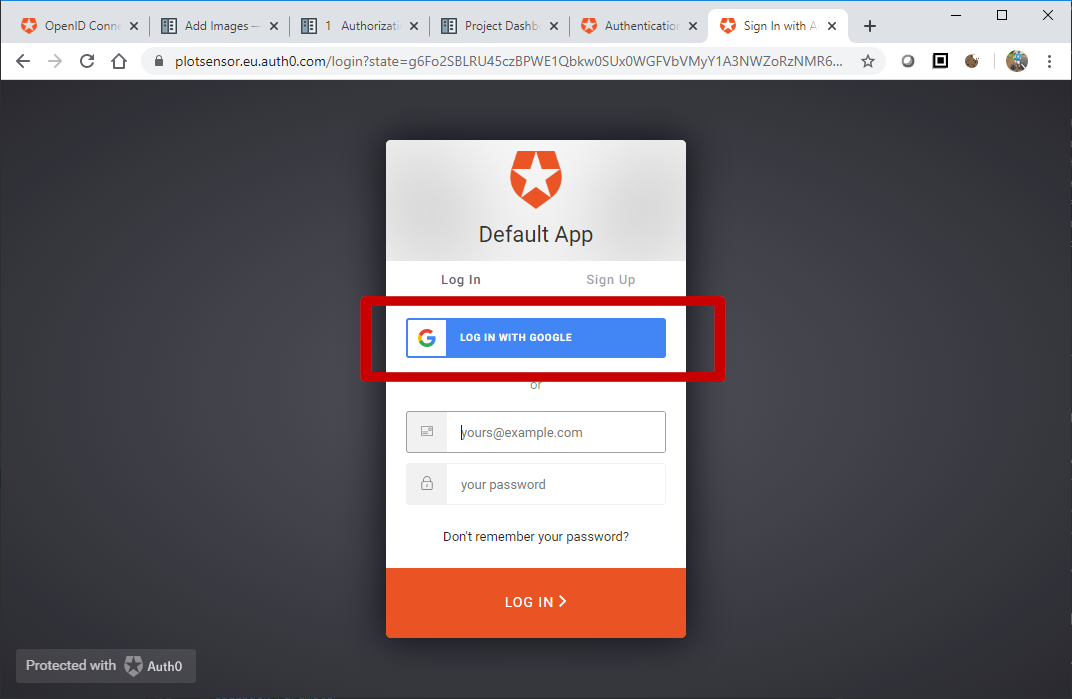 OpenID Conne
Add Images —
1 Authorizati
Project Dashb
Authentication
Sign In with A
plotsensor.eu.auth0.com/login?state=g6Fo2SBLRU45czBPWE1Qbkw0SUx0WGFVbVMyY1A3NWZoRzNMR6...
Default App
Log In
Sign Up
LOG IN WITH GOOGLE
or
yours@example.com
your password
Don't remember your password?
LOG IN
Protected with Auth0